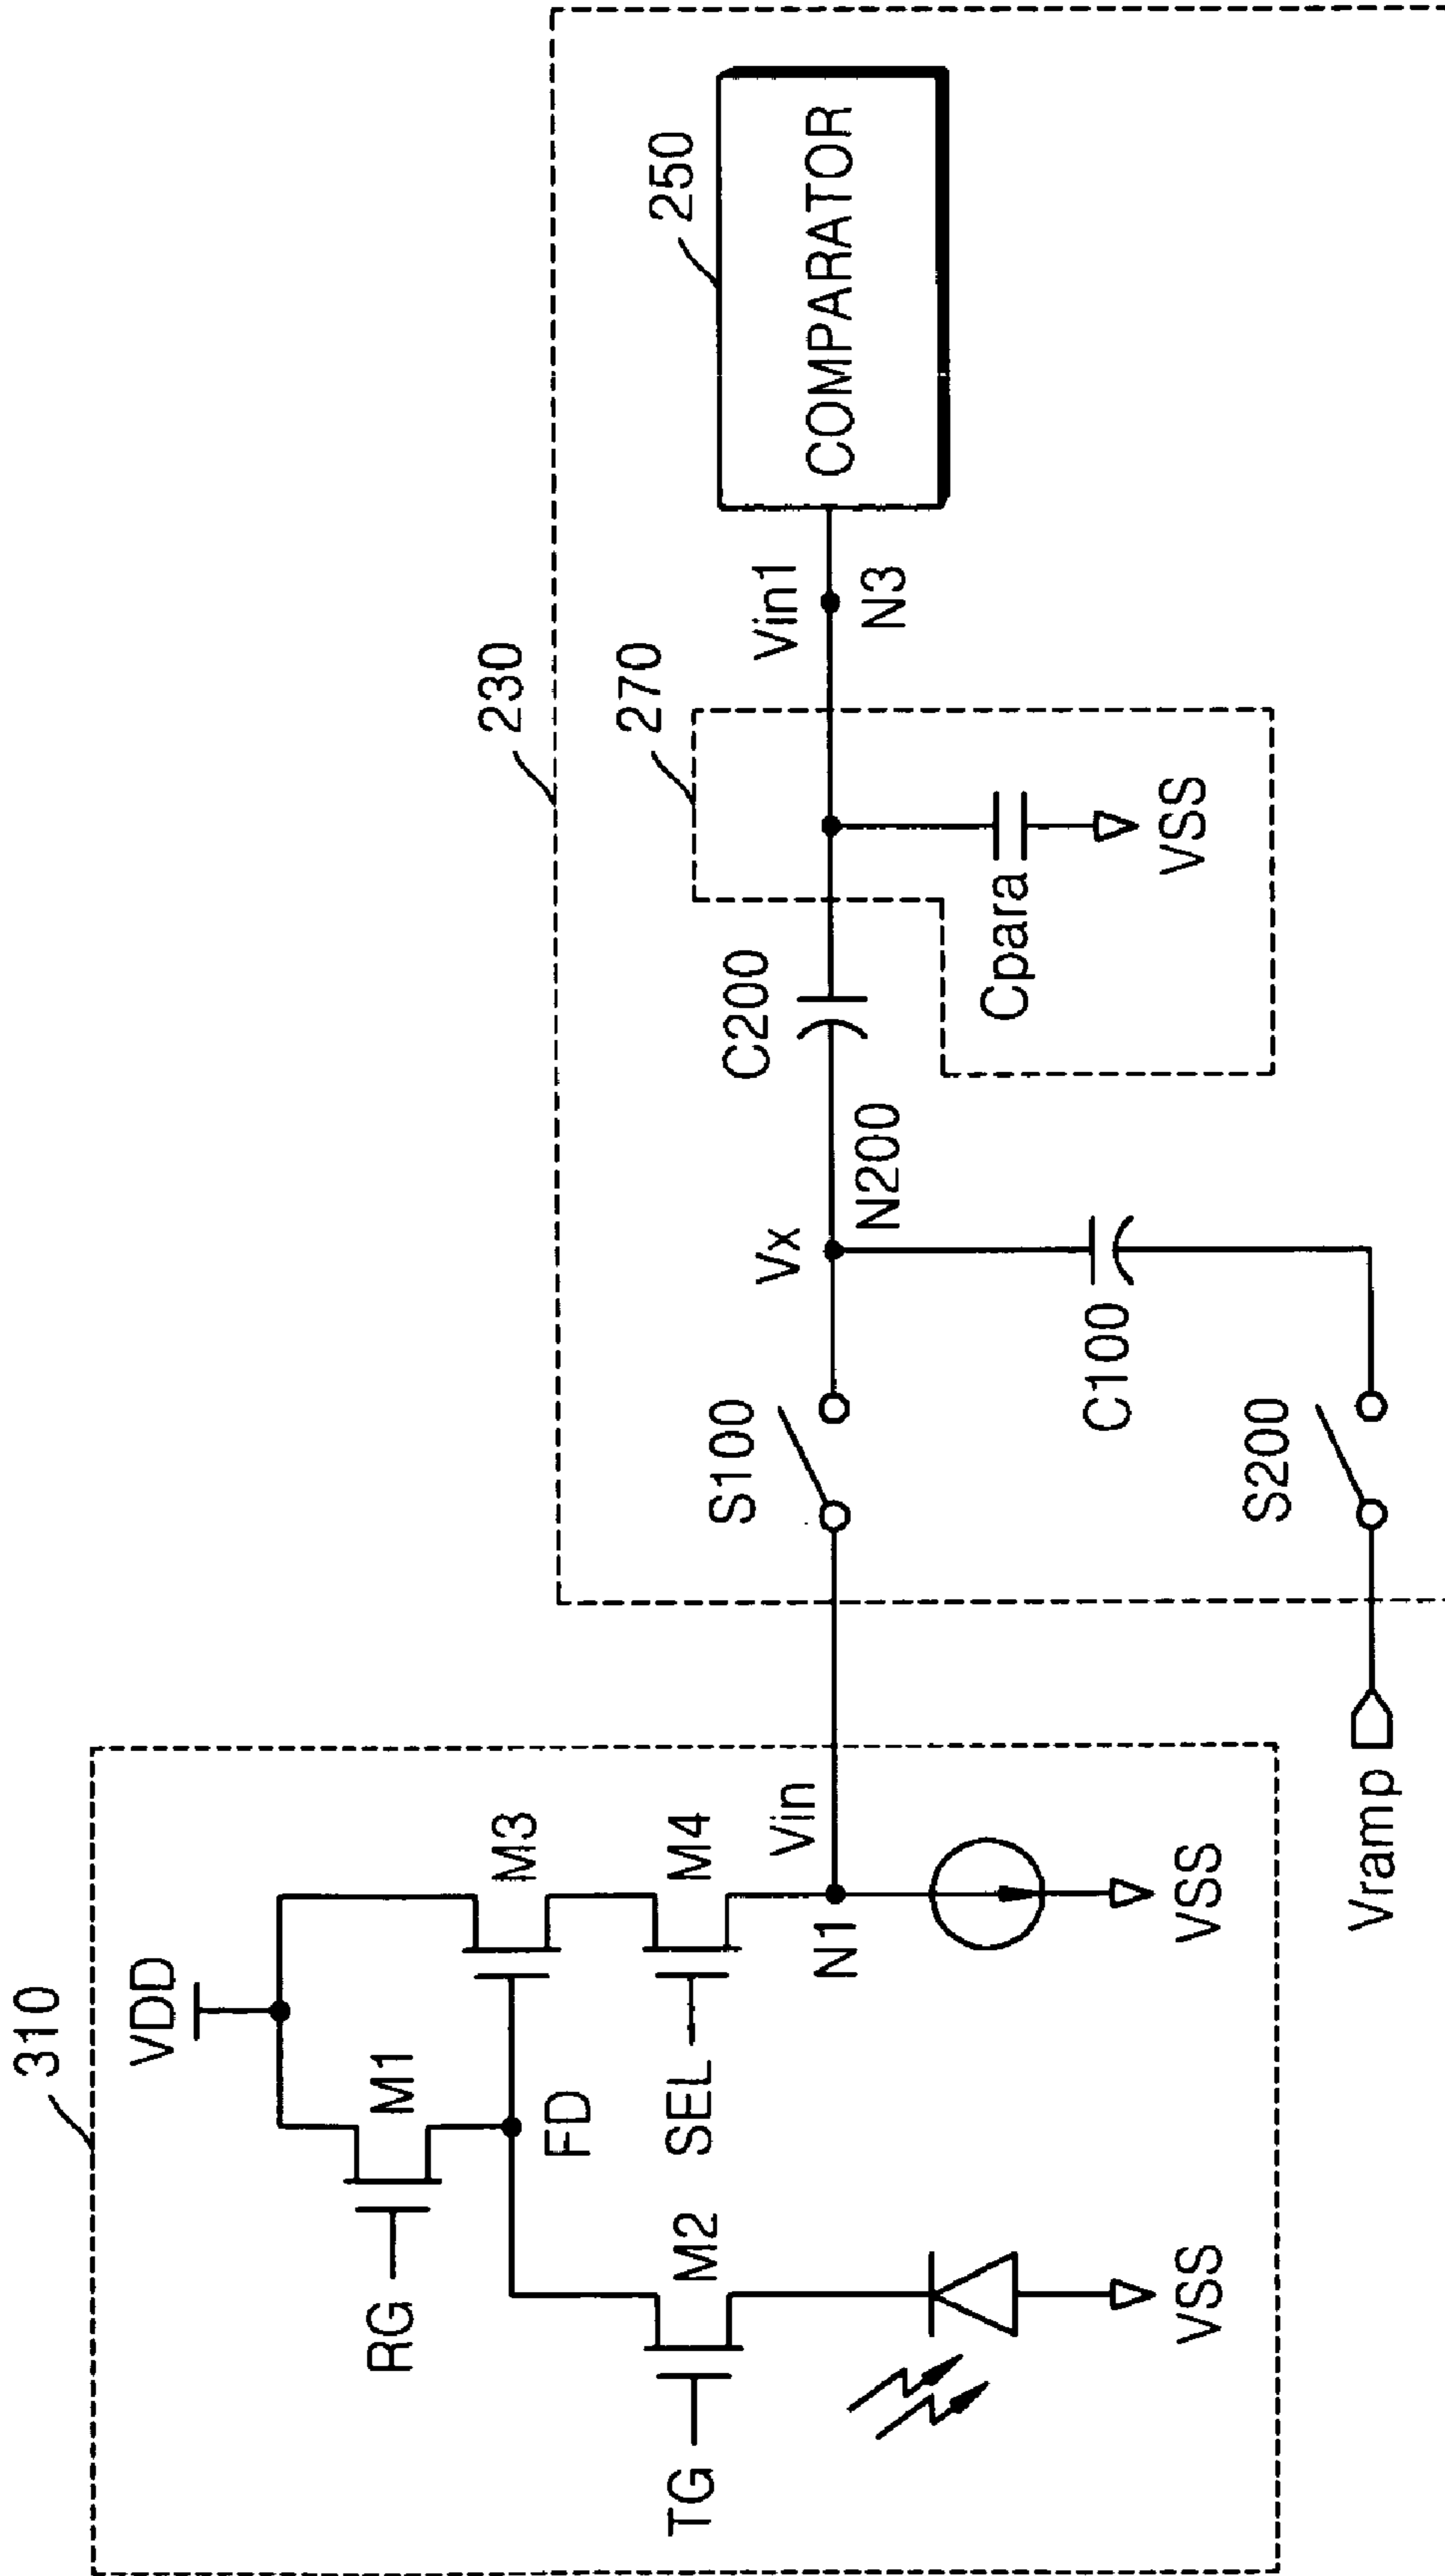 310
VDD
RG
M1
M3
FD
SEL
M4
TG
M2
N1
Vin
VSS
VSS
Vramp
230
S100
Vx
N200
C200
270
Vin1
N3
250
COMPARATOR
Cpara
VSS
C100
S200